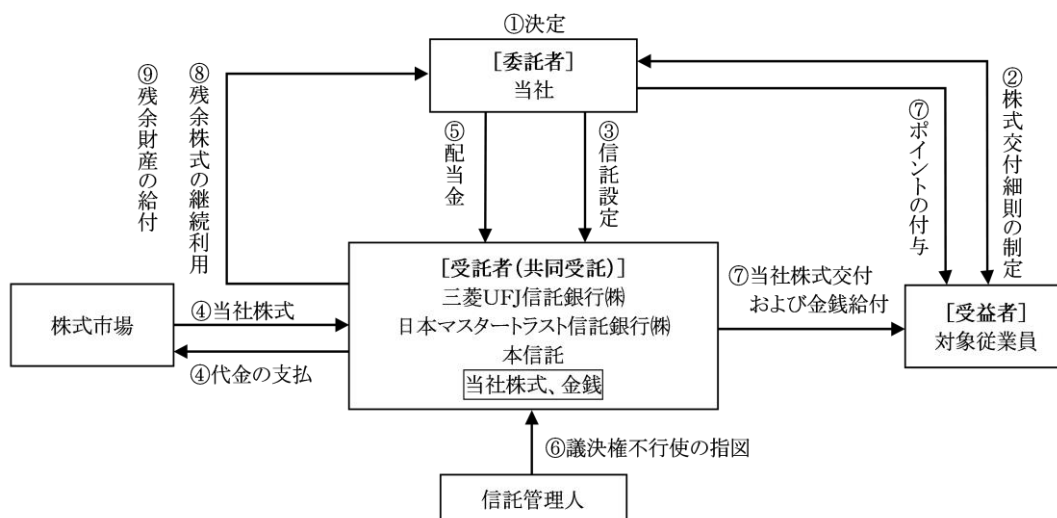 ①決定
[委託者]
当社
⑨残余財産の給付
⑧残余株式の継続利用
⑤配当金
③信託設定
⑦ポイントの付与
②株式交付細則の制定
[受託者(共同受託)]
三菱UFJ信託銀行㈱
日本マスタートラスト信託銀行㈱
本信託
当社株式、金銭
株式市場
④当社株式
④代金の支払
⑦当社株式交付
および金銭給付
[受益者]
対象従業員
⑥議決権不行使の指図
信託管理人